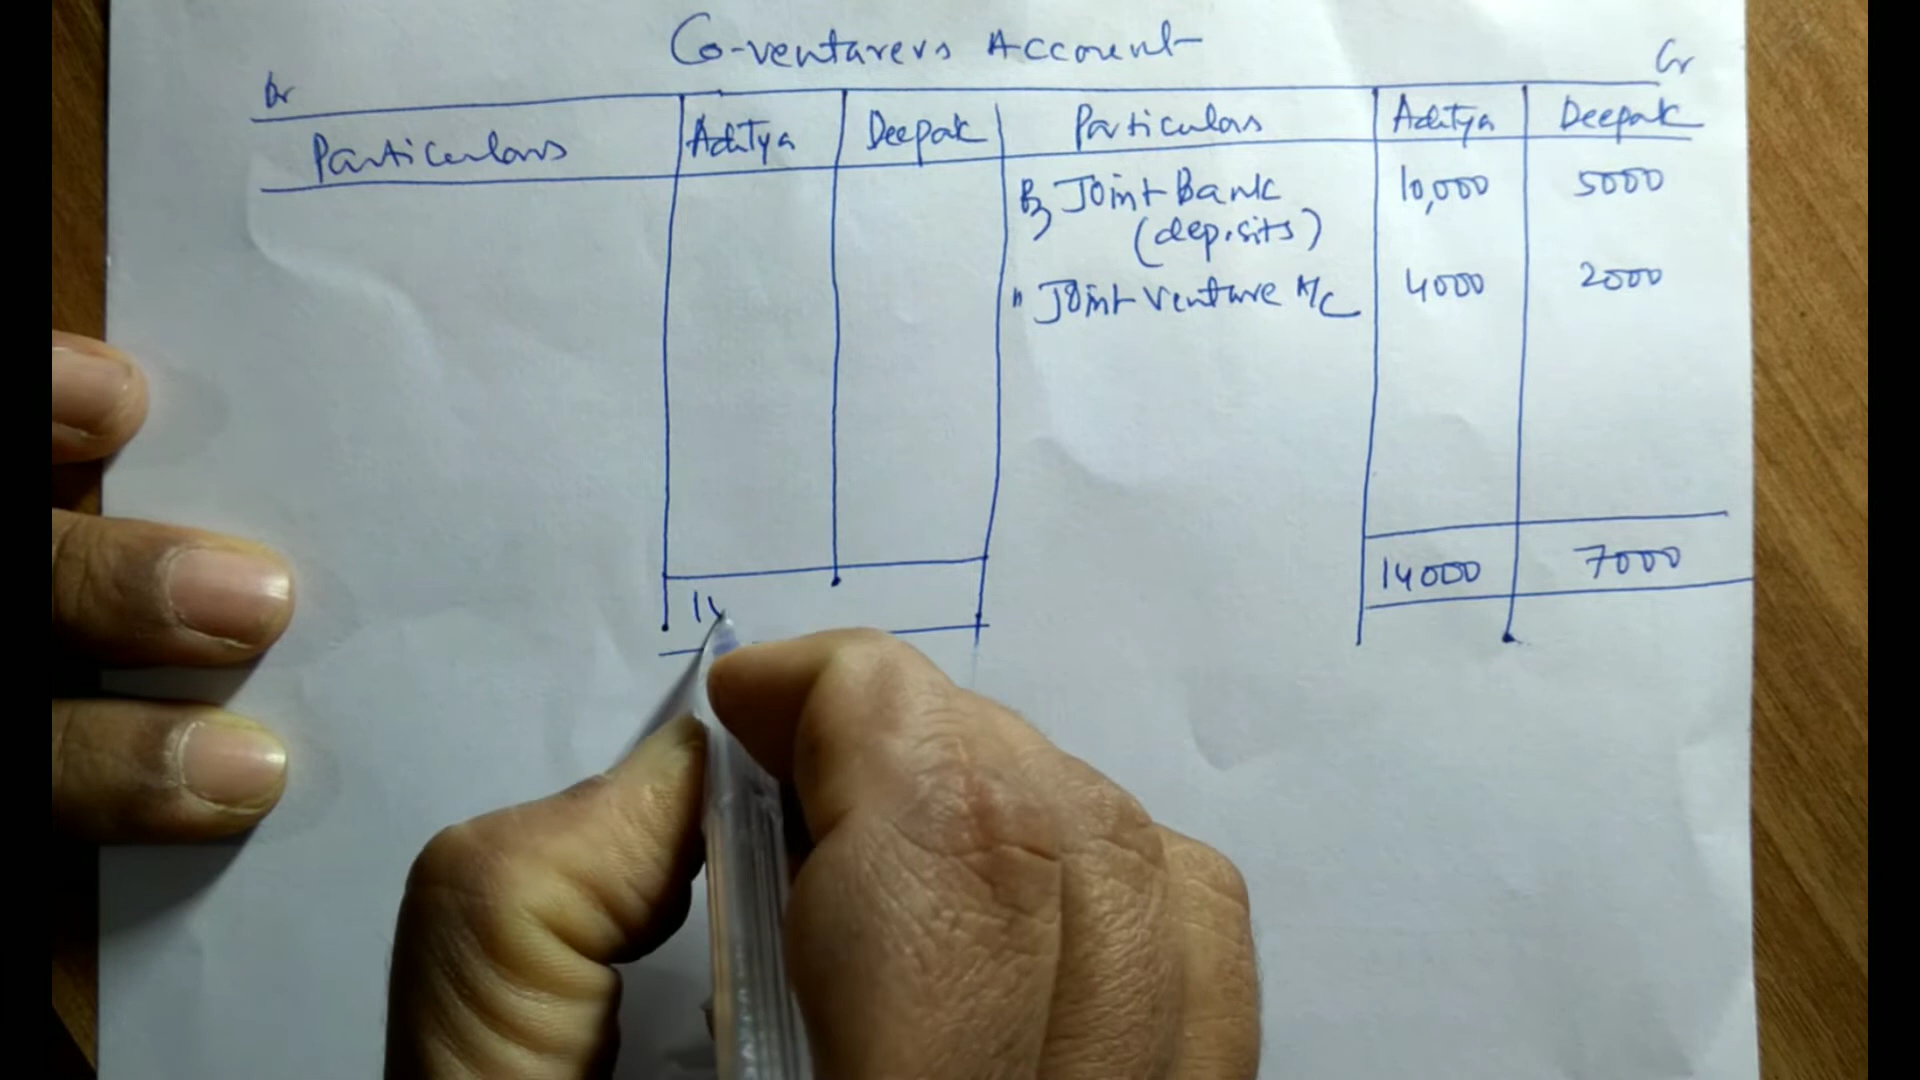 Co-venturers Account
Dr Cr
Particulars Aditya Deepak Particulars Aditya Deepak
By Joint Bank 10,000 5000
(deposits)
" Joint Venture A/C 4000 2000
14000 7000
14